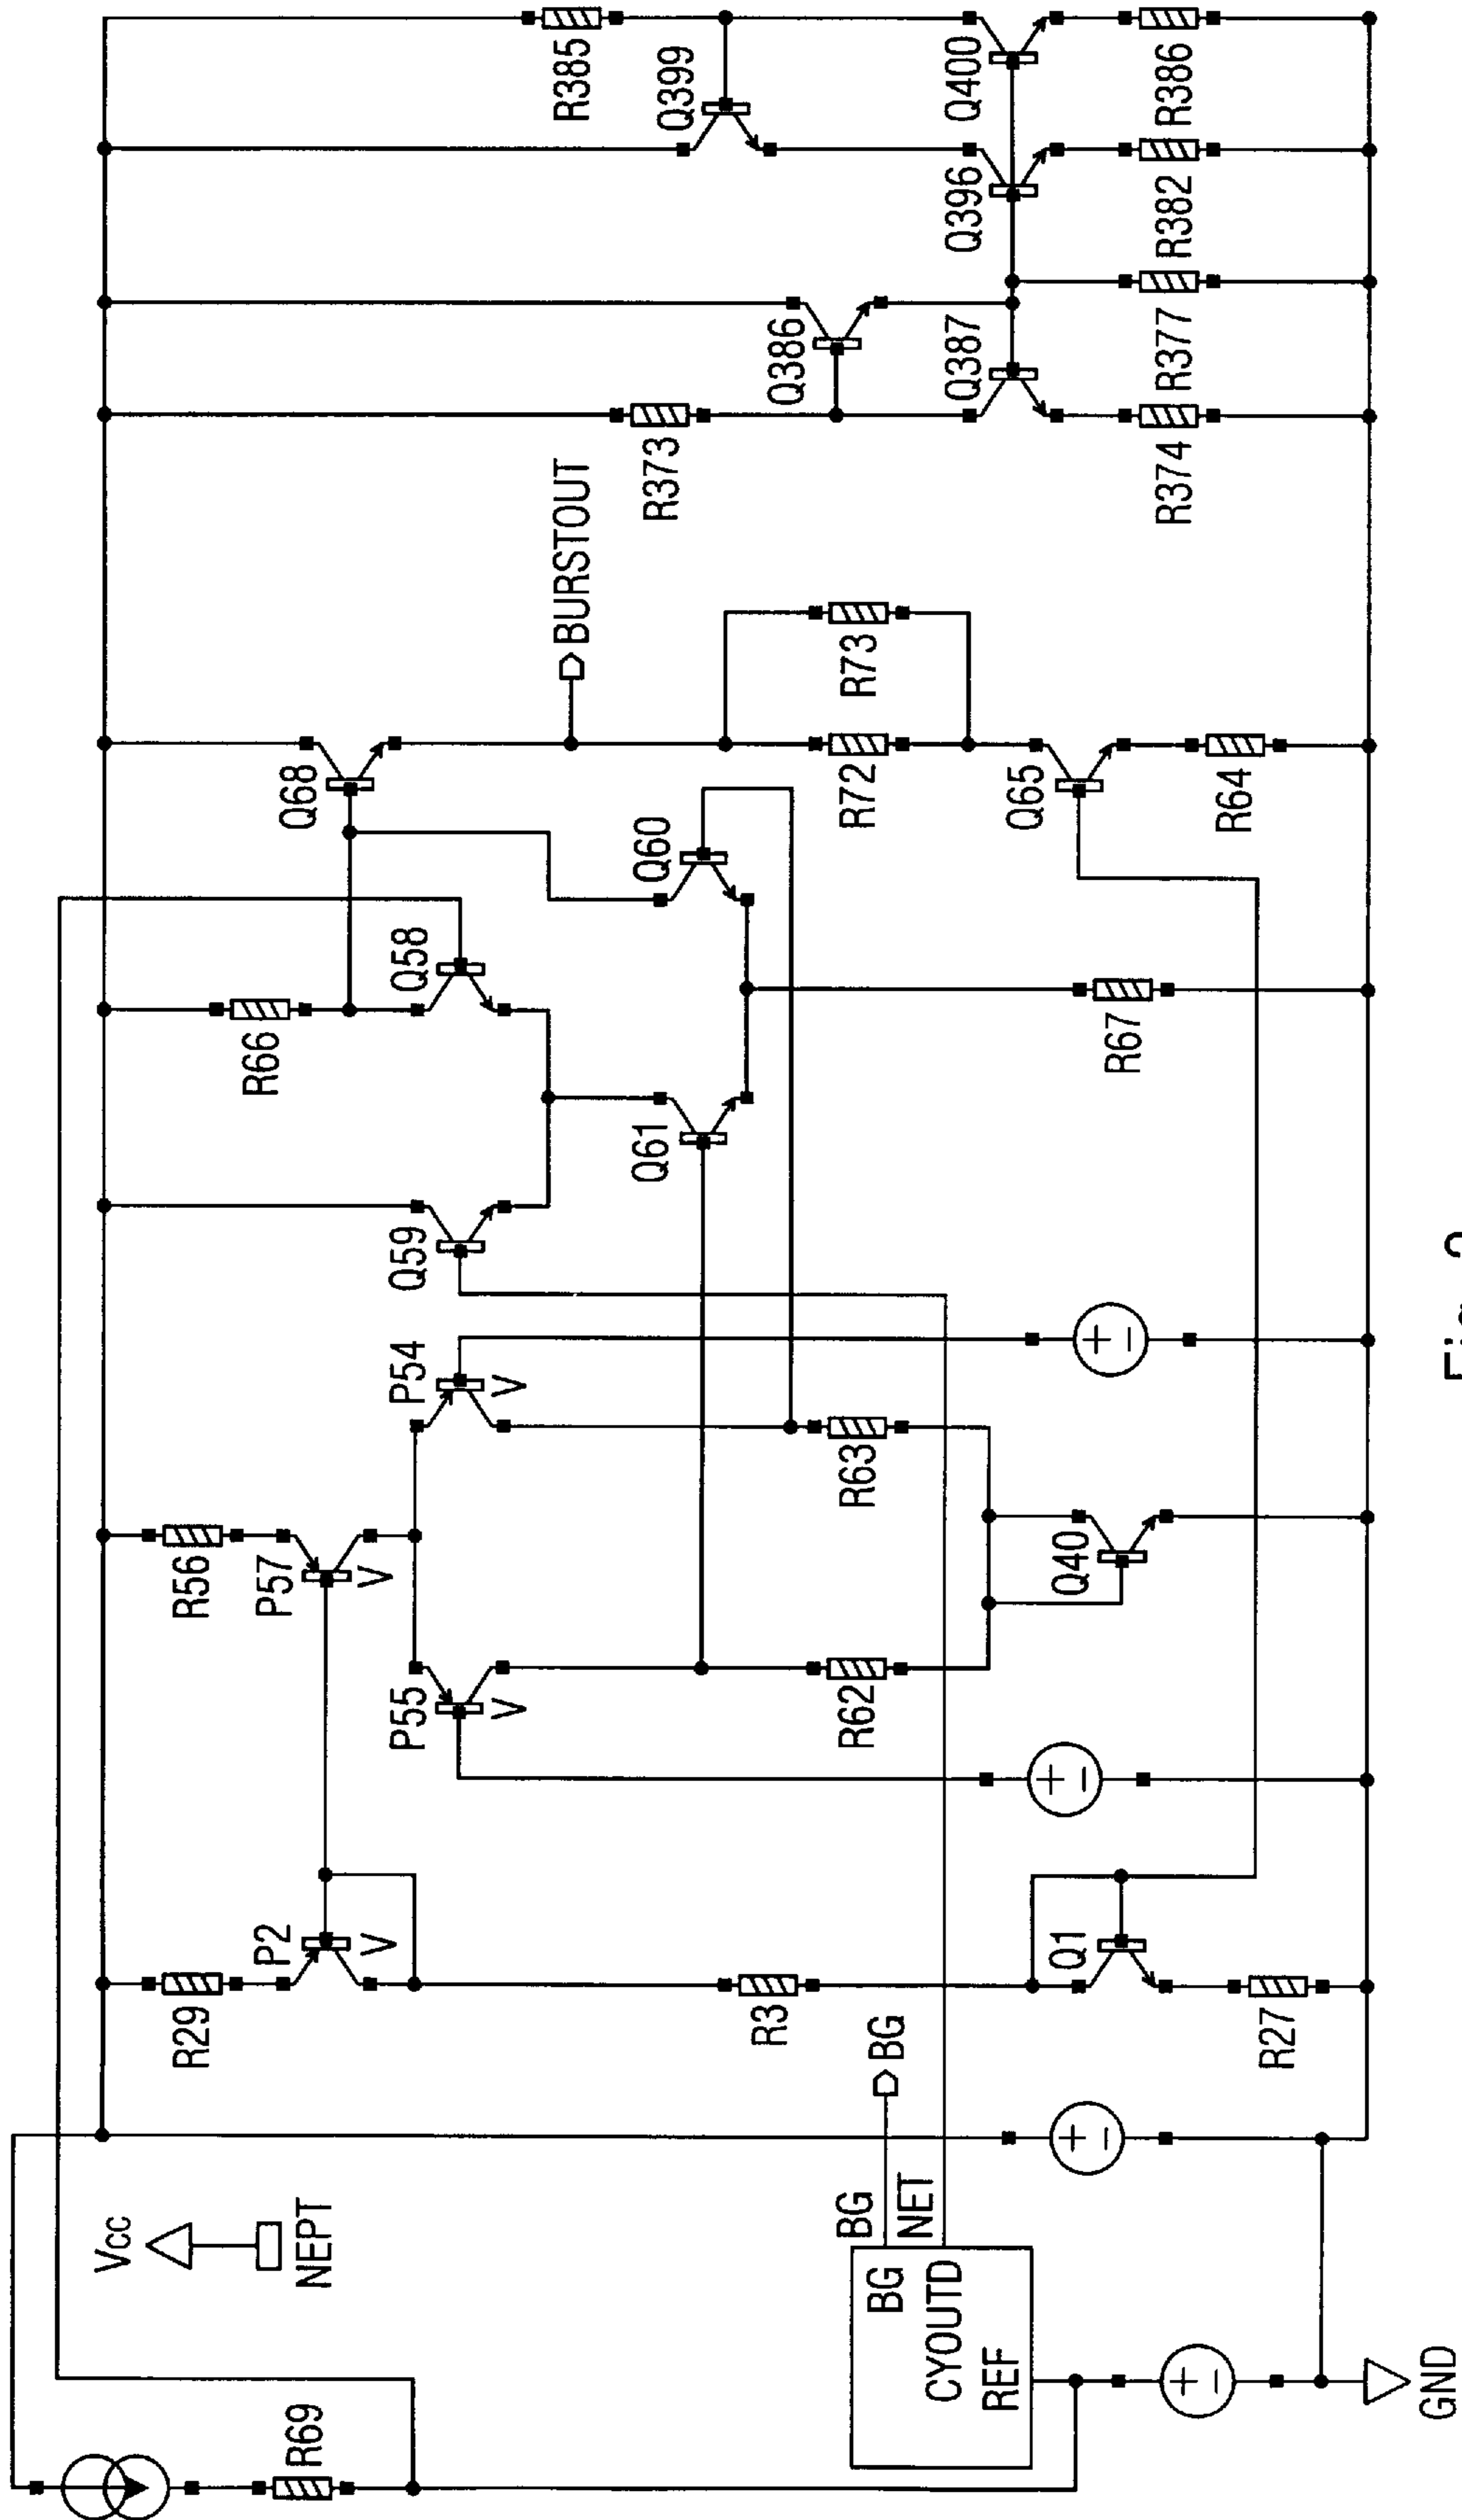 R69
Vcc
NEPT
BG
CYOUTD
REF
BG
NET
BG
GND
R29
P2
V
R3
Q1
R27
R56
P57
V
P55
V
P54
V
R62
R63
Q40
Q59
Q61
R66
Q58
Q60
R67
Q68
BURSTOUT
R72
R73
Q65
R64
R373
Q386
Q387
R374
R377
R385
Q399
Q396
Q400
R382
R386